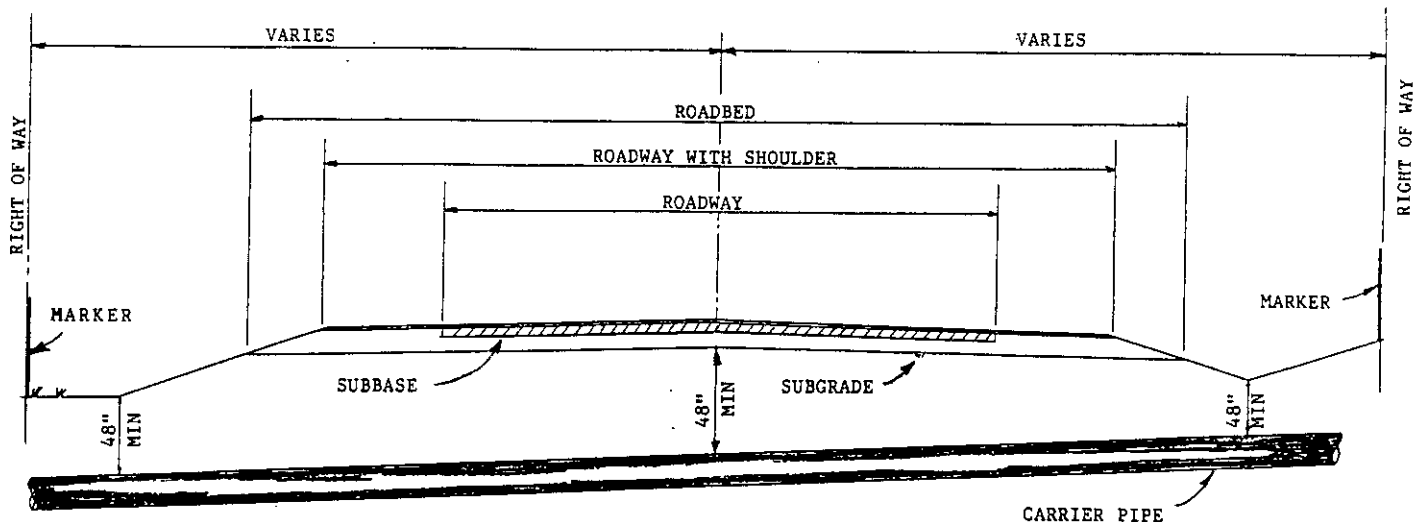 VARIES
VARIES
RIGHT OF WAY
RIGHT OF WAY
ROADBED
ROADWAY WITH SHOULDER
ROADWAY
MARKER
MARKER
SUBBASE
SUBGRADE
48"
MIN
48"
MIN
48"
MIN
CARRIER PIPE